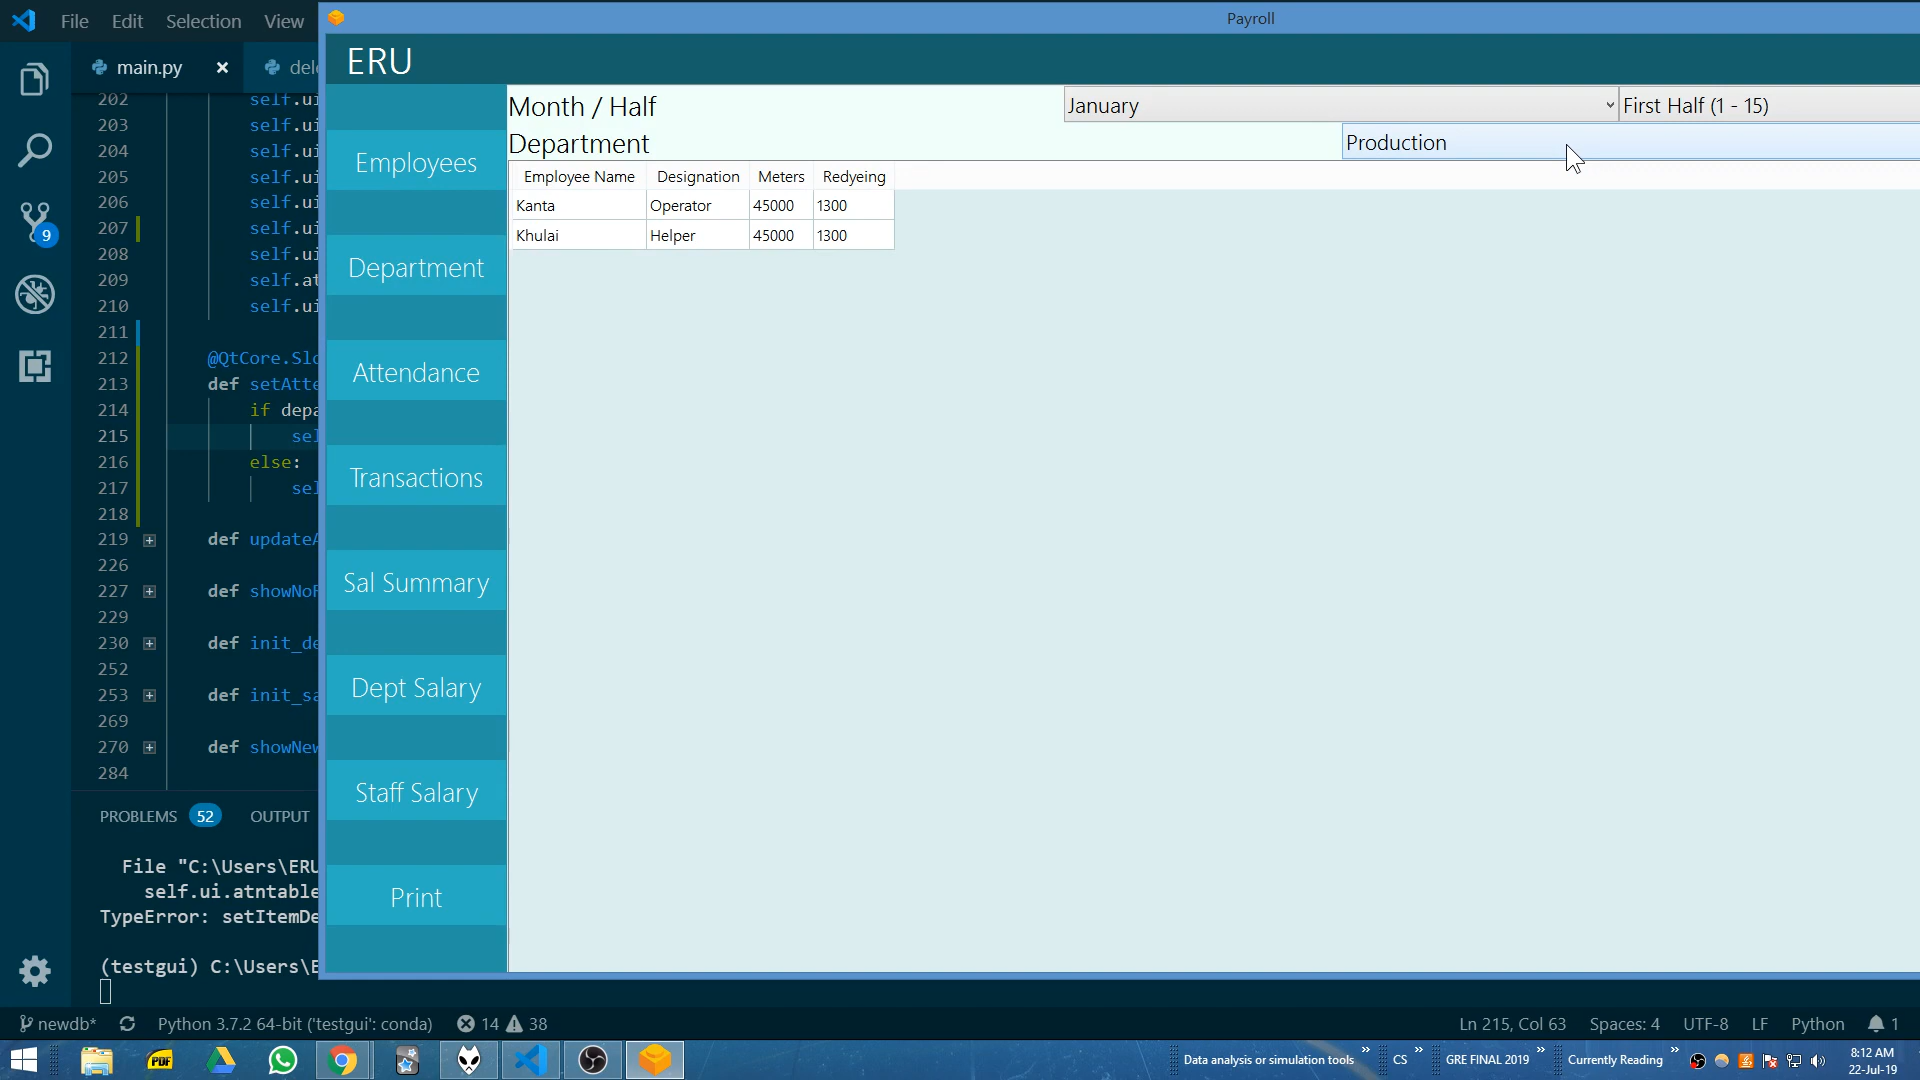 File Edit Selection View
Payroll
ERU
main.py
Month / Half
January
First Half (1 - 15)
Department
Production
Employee Name Designation Meters Redyeing
Kanta Operator 45000 1300
Khulai Helper 45000 1300
Employees
Department
Attendance
Transactions
Sal Summary
Dept Salary
Staff Salary
Print
202 self.ui
203 self.ui
204 self.ui
205 self.ui
206 self.ui
207 self.ui
208 self.ui
209 self.at
210 self.ui
211
212 @QtCore.Slo
213 def setAtte
214 if depa
215 sel
216 else:
217 sel
218
219 def updateA
226
227 def showNoR
229
230 def init_de
252
253 def init_sa
269
270 def showNew
284
9
PROBLEMS 52 OUTPUT
File "C:\Users\ERU
self.ui.atntable
TypeError: setItemDe
(testgui) C:\Users\E
newdb* Python 3.7.2 64-bit ('testgui': conda) 14 38
Ln 215, Col 63 Spaces: 4 UTF-8 LF Python 1
PDF
Data analysis or simulation tools » CS » GRE FINAL 2019 » Currently Reading »
8:12 AM
22-Jul-19